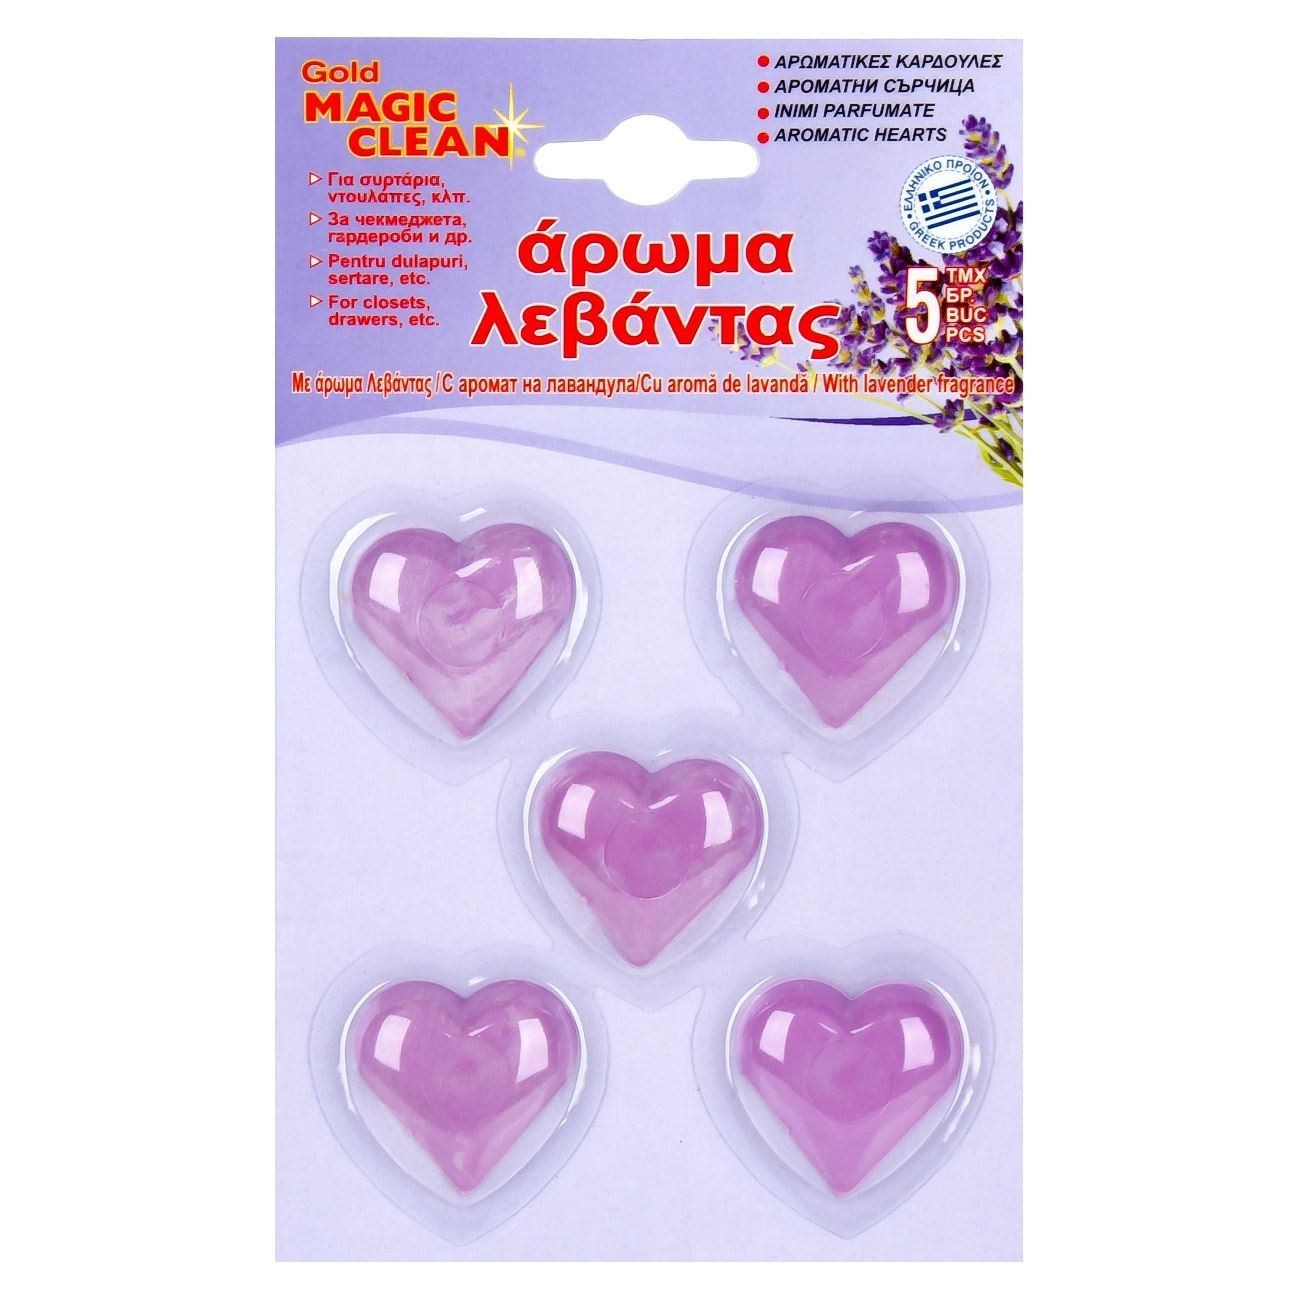 Gold
MAGIC
CLEAN®
Για συρτάρια,
ντουλάπες, κλπ.
За чекмеджета,
гардероби и др.
Pentru dulapuri,
sertare, etc.
For closets,
drawers, etc.
ΑΡΩΜΑΤΙΚΕΣ ΚΑΡΔΟΥΛΕΣ
АРОМАТНИ СЪРЧИЦА
INIMI PARFUMATE
AROMATIC HEARTS
ΕΛΛΗΝΙΚΟ ΠΡΟΪΟΝ
GREEK PRODUCTS
άρωμα
λεβάντας
5 ΤΜΧ
БР.
BUC
PCS
Με άρωμα Λεβάντας / С аромат на лавандула/Cu aromă de lavandă / With lavender fragrance